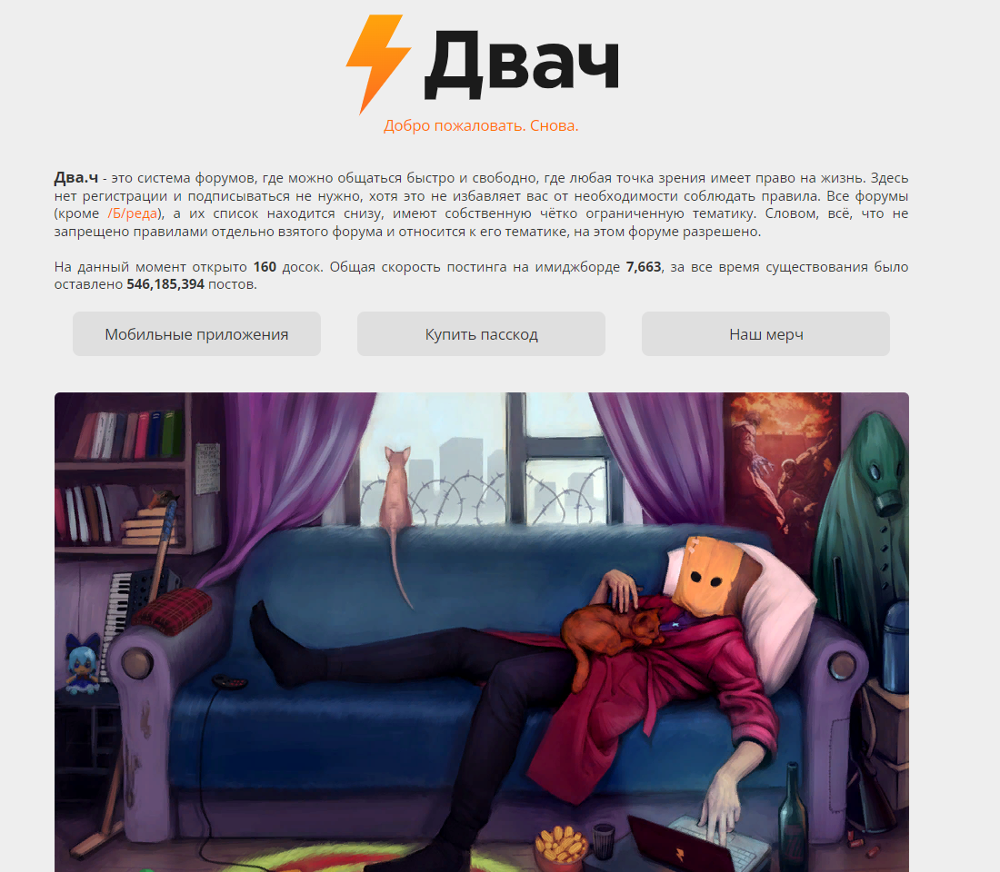 Двач
Добро пожаловать. Снова.
Два.ч - это система форумов, где можно общаться быстро и свободно, где любая точка зрения имеет право на жизнь. Здесь
нет регистрации и подписываться не нужно, хотя это не избавляет вас от необходимости соблюдать правила. Все форумы
(кроме /Б/реда), а их список находится снизу, имеют собственную чётко ограниченную тематику. Словом, всё, что не
запрещено правилами отдельно взятого форума и относится к его тематике, на этом форуме разрешено.
На данный момент открыто 160 досок. Общая скорость постинга на имиджборде 7,663, за все время существования было
оставлено 546,185,394 постов.
Мобильные приложения
Купить пасскод
Наш мерч